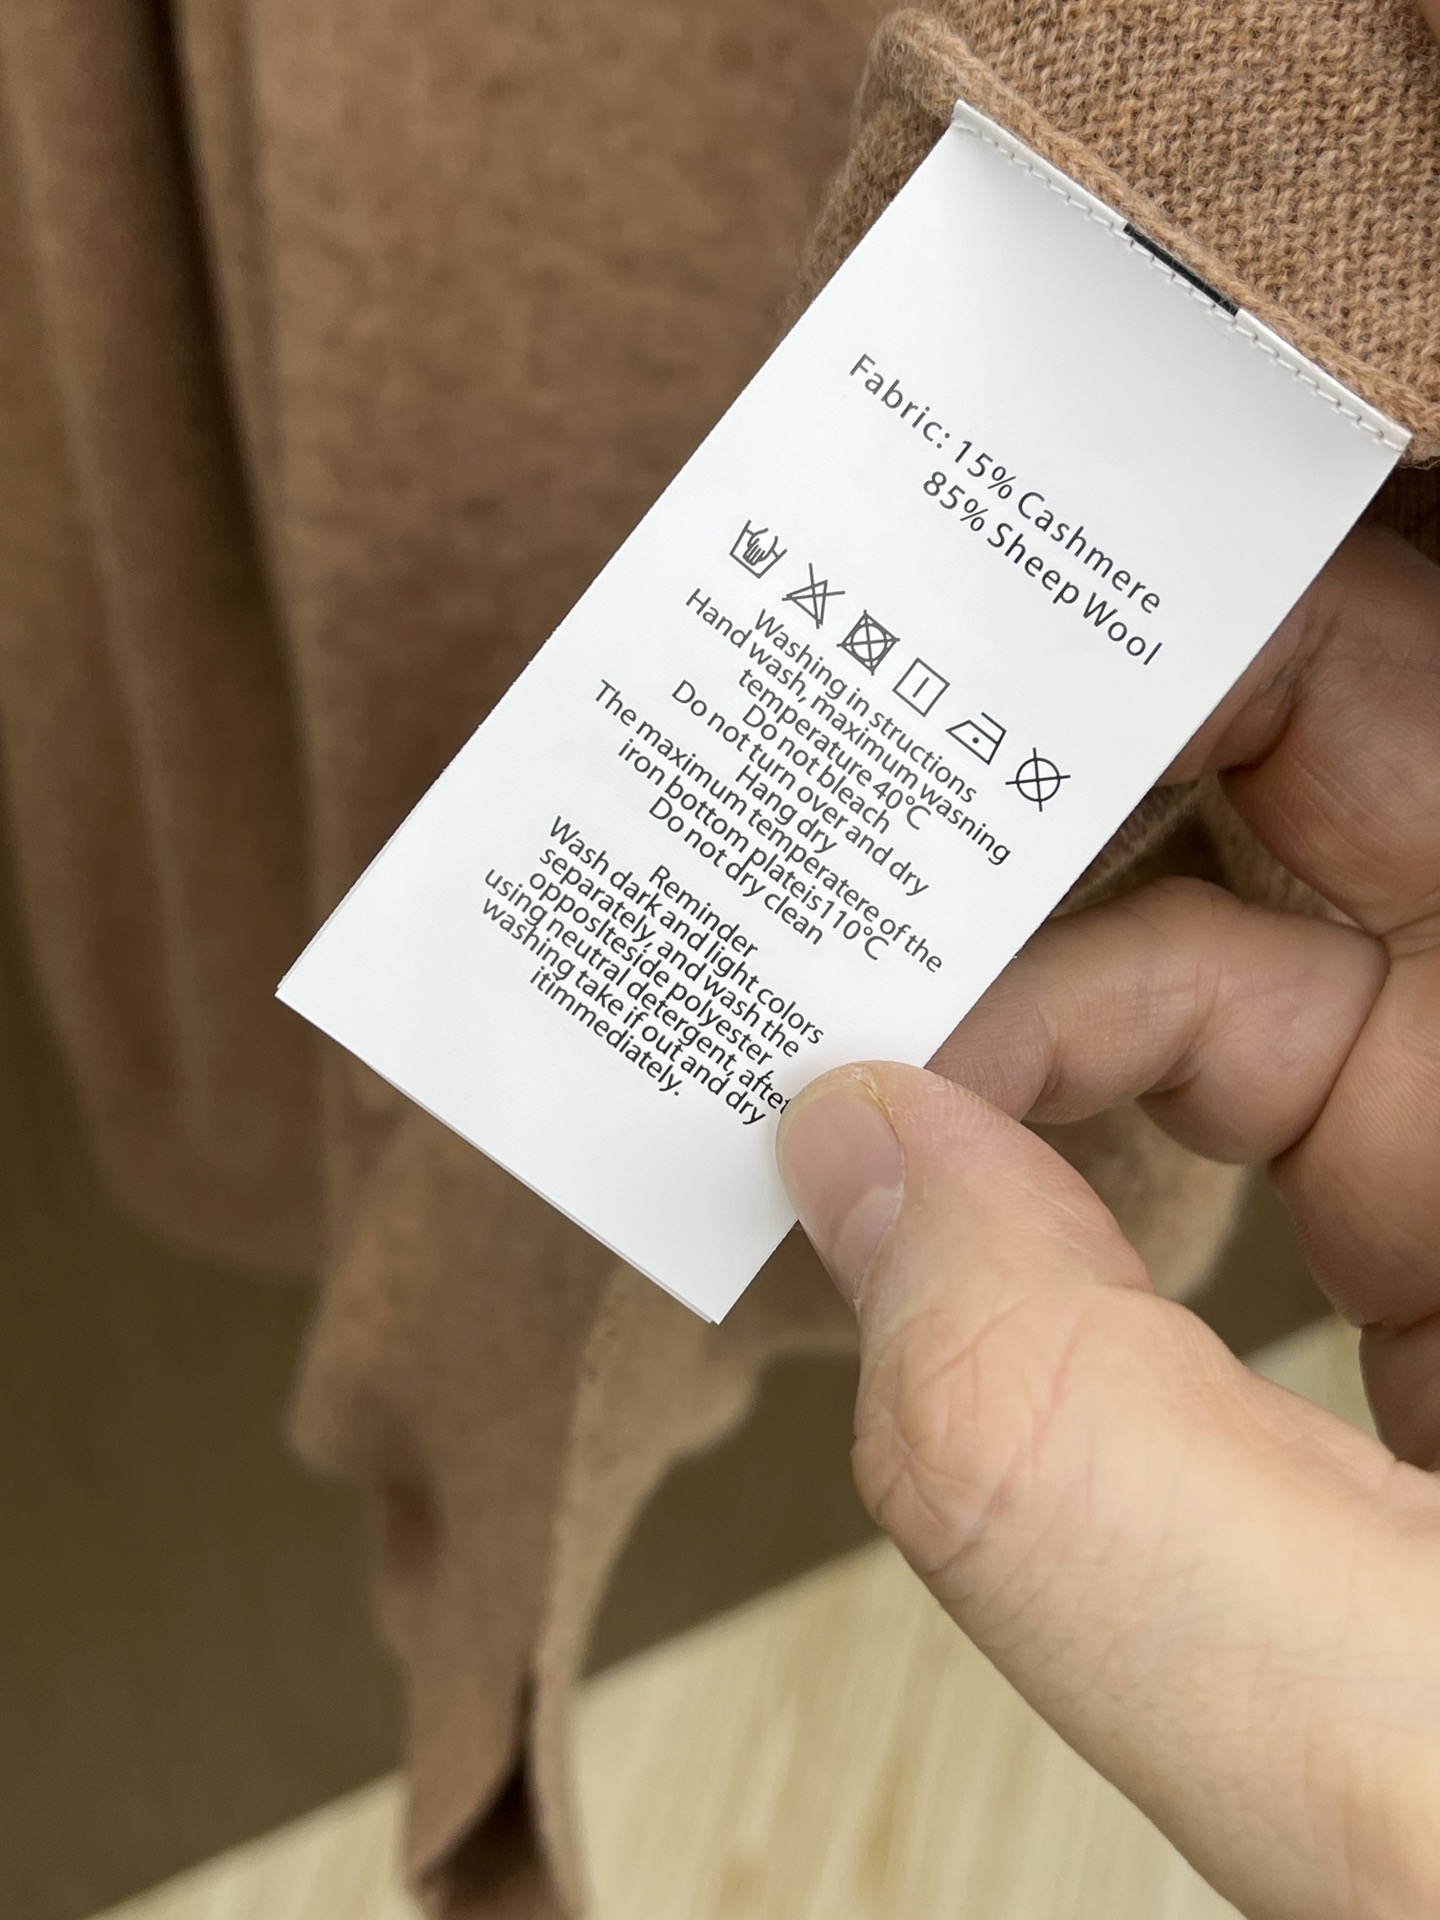 Fabric: 15% Cashmere
85% Sheep Wool
Washing in structions
Hand wash, maximum wasning
temperature 40°C
Do not bleach
Do not turn over and dry
Hang dry
The maximum temperatere of the
iron bottom plateis110°C
Do not dry clean
Reminder
Wash dark and light colors
separately, and wash the
opposlteside polyester,
using neutral detergent, aftet
washing take if out and dry
itimmediately.